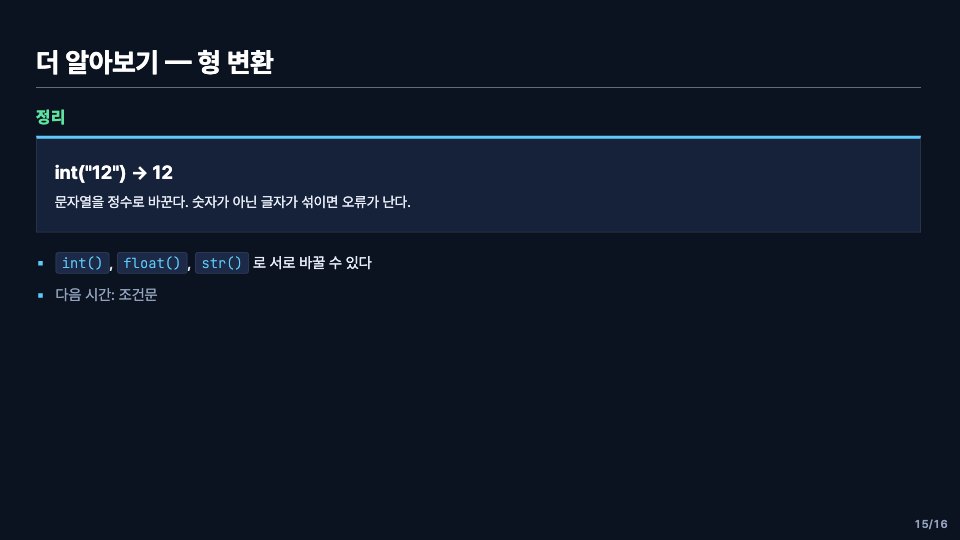 더 알아보기 — 형 변환
정리
int("12") → 12
문자열을 정수로 바꾼다. 숫자가 아닌 글자가 섞이면 오류가 난다.
▪ int(), float(), str() 로 서로 바꿀 수 있다
▪ 다음 시간: 조건문
15/16